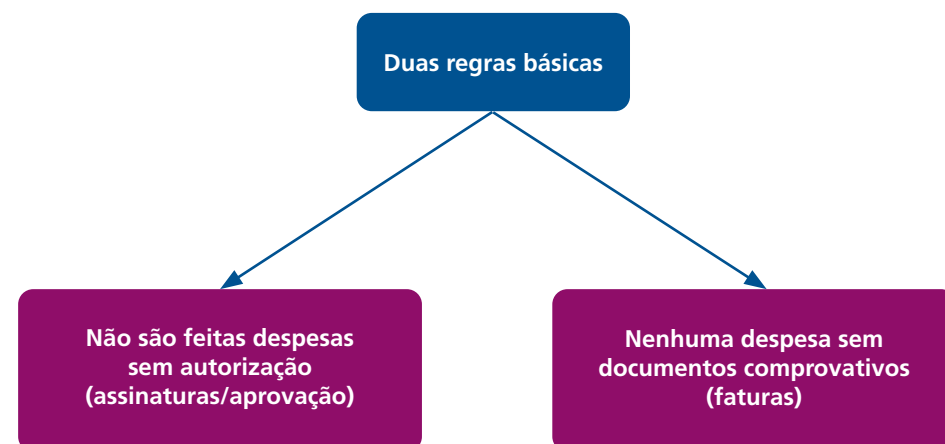 Duas regras básicas
Não são feitas despesas
sem autorização
(assinaturas/aprovação)
Nenhuma despesa sem
documentos comprovativos
(faturas)